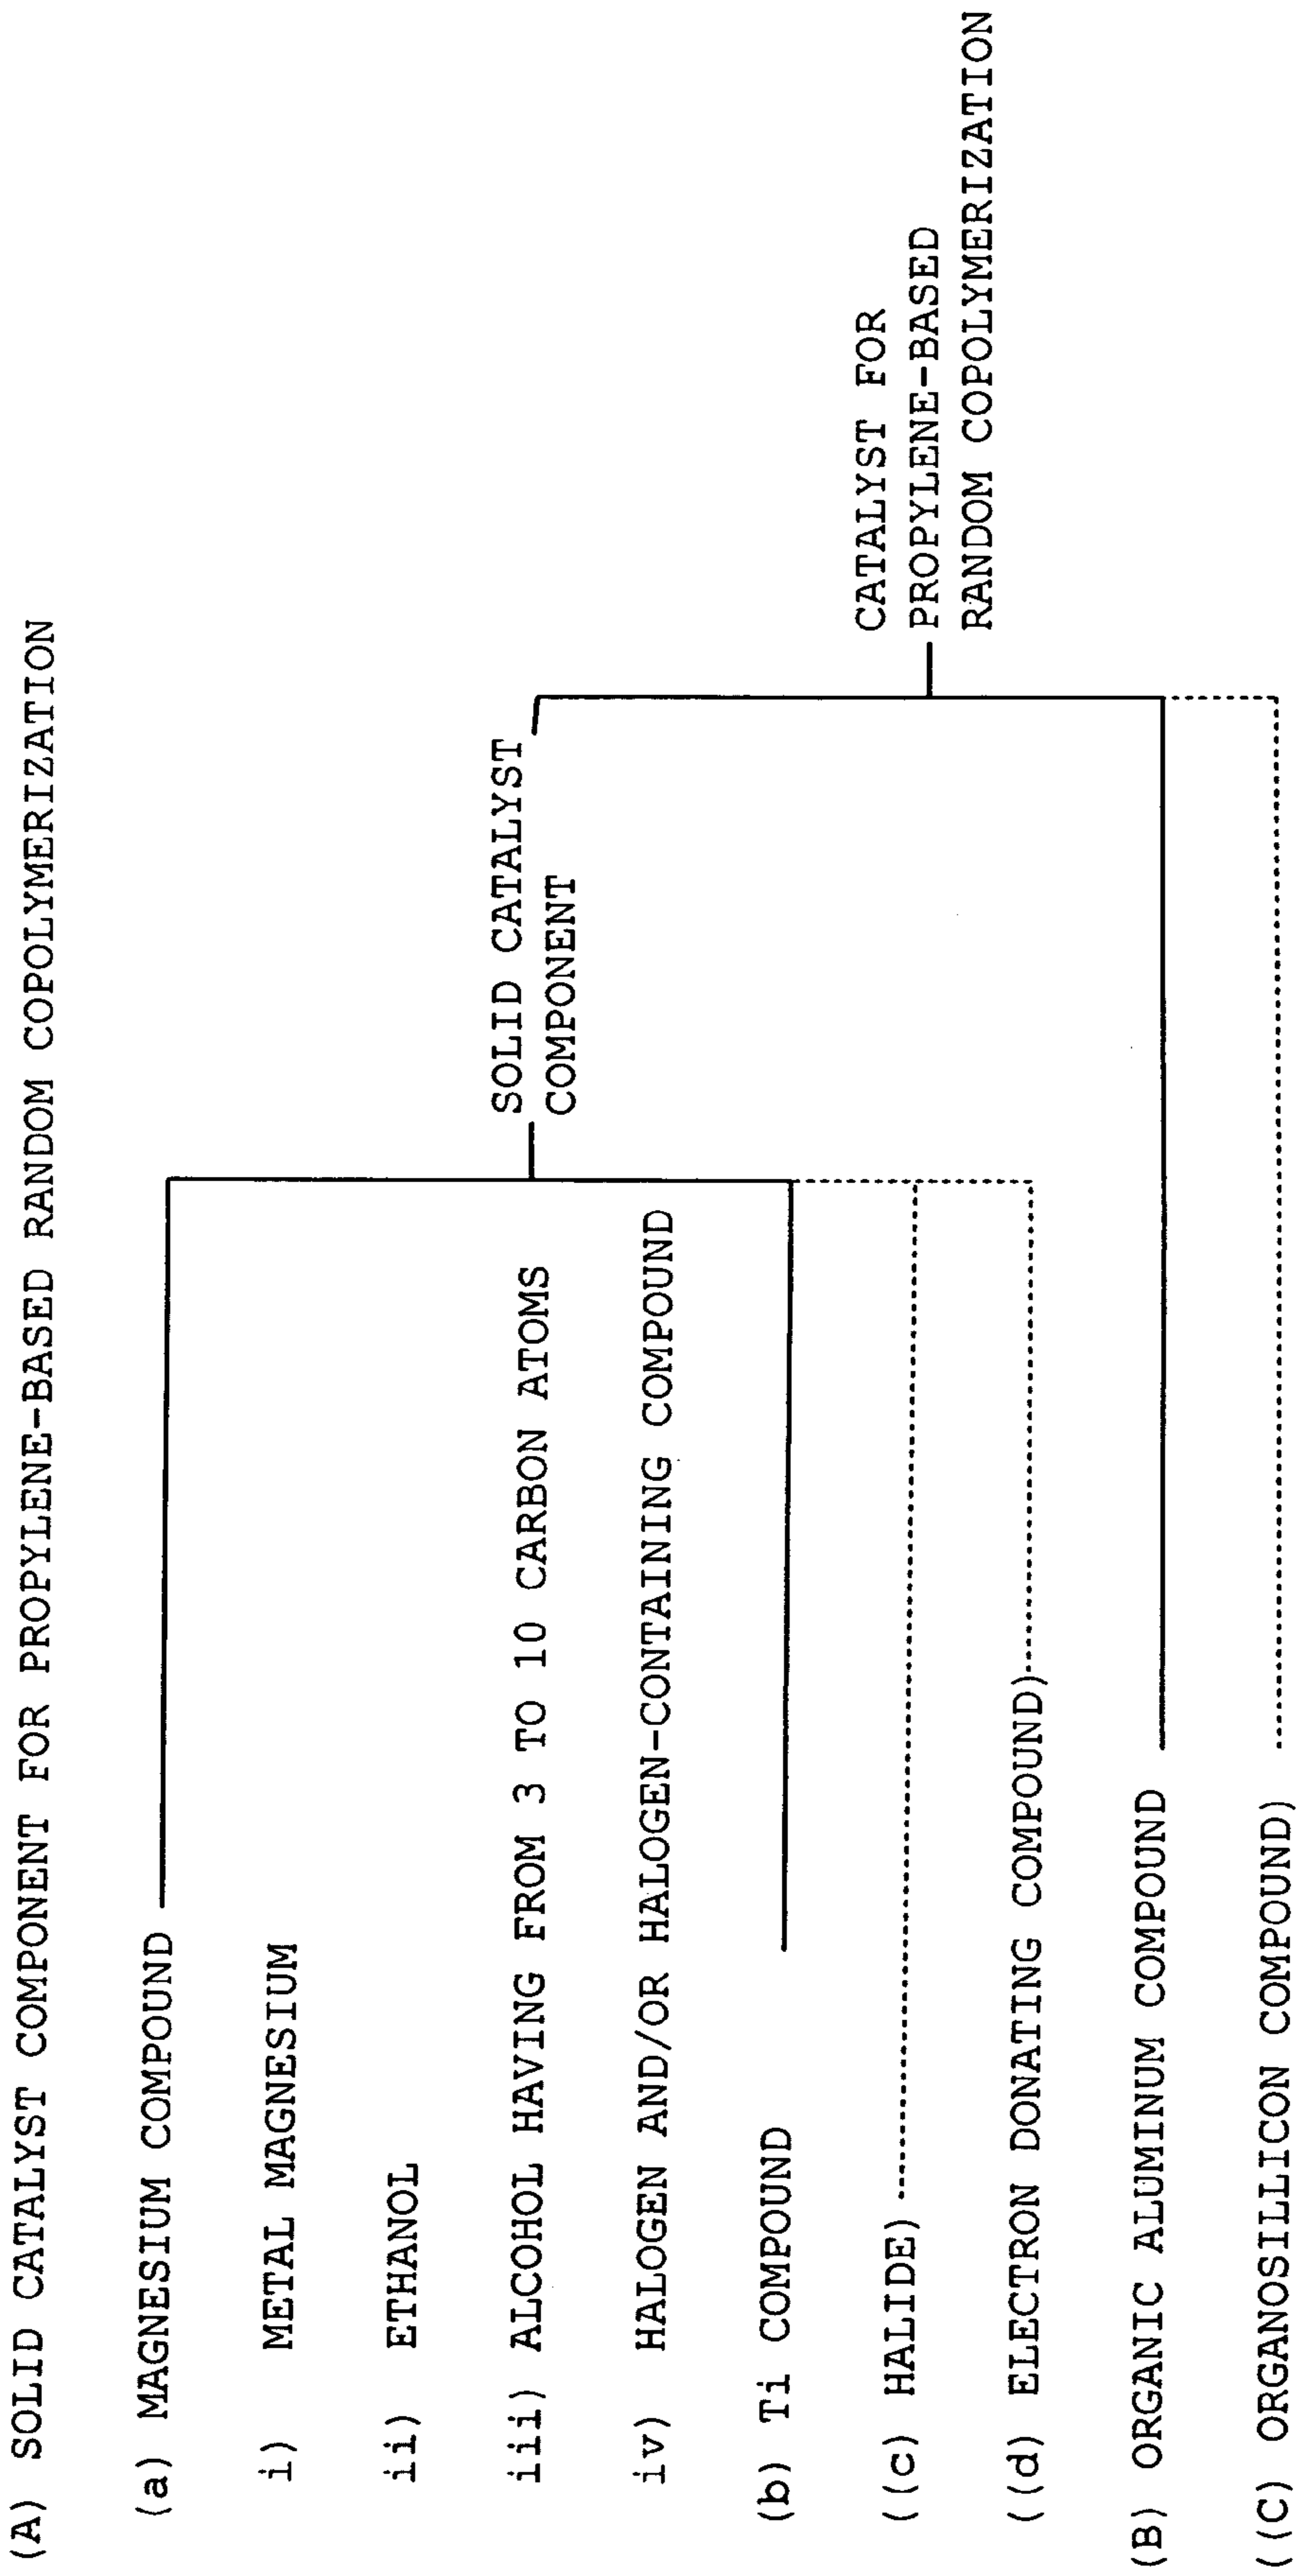 (A) SOLID CATALYST COMPONENT FOR PROPYLENE-BASED RANDOM COPOLYMERIZATION
(a) MAGNESIUM COMPOUND
i) METAL MAGNESIUM
ii) ETHANOL
iii) ALCOHOL HAVING FROM 3 TO 10 CARBON ATOMS
iv) HALOGEN AND/OR HALOGEN-CONTAINING COMPOUND
(b) Ti COMPOUND
((c) HALIDE)
((d) ELECTRON DONATING COMPOUND)
(B) ORGANIC ALUMINUM COMPOUND
((C) ORGANOSILLICON COMPOUND)
SOLID CATALYST
COMPONENT
CATALYST FOR
PROPYLENE-BASED
RANDOM COPOLYMERIZATION